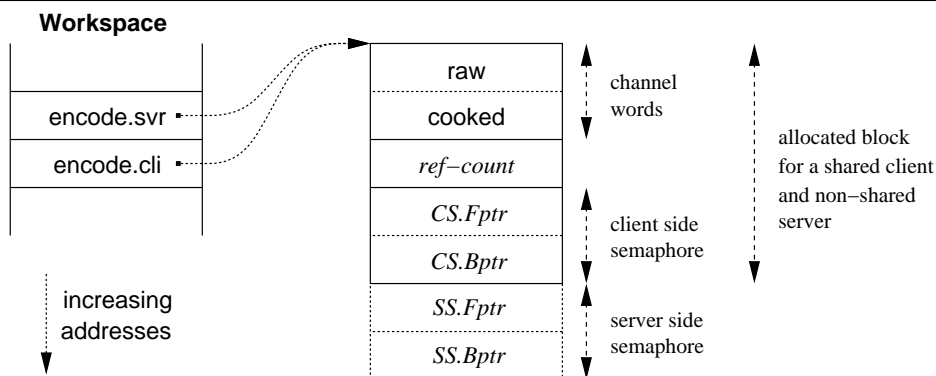 Workspace
encode.svr
encode.cli
increasing
addresses
raw
cooked
ref−count
CS.Fptr
CS.Bptr
SS.Fptr
SS.Bptr
channel
words
client side
semaphore
server side
semaphore
allocated block
for a shared client
and non−shared
server